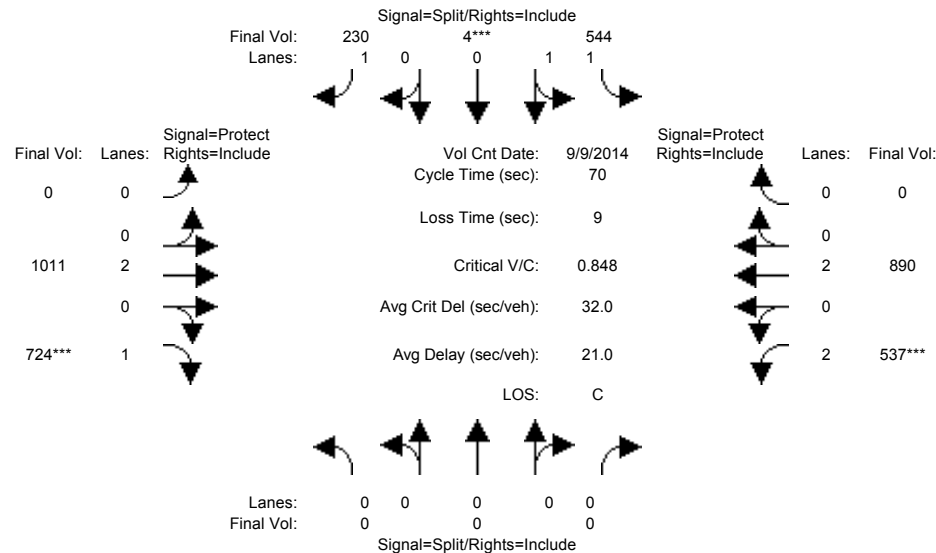 Signal=Split/Rights=Include
Final Vol: 230 4*** 544
Lanes: 1 0 0 1 1
Signal=Protect Signal=Protect
Final Vol: Lanes: Rights=Include Vol Cnt Date: 9/9/2014 Rights=Include Lanes: Final Vol:
Cycle Time (sec): 70
0 0 0 0
Loss Time (sec): 9
0 0
1011 2 Critical V/C: 0.848 2 890
0 Avg Crit Del (sec/veh): 32.0 0
724*** 1 Avg Delay (sec/veh): 21.0 2 537***
LOS: C
Lanes: 0 0 0 0 0
Final Vol: 0 0 0
Signal=Split/Rights=Include